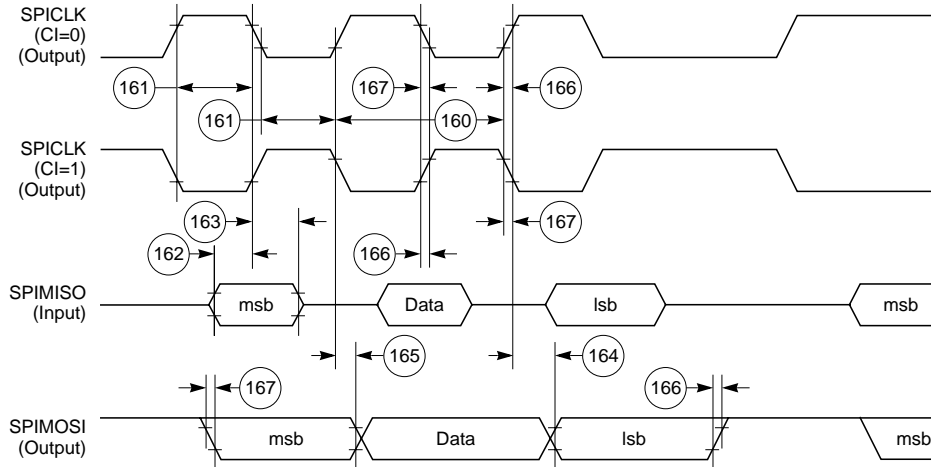 SPICLK
(CI=0)
(Output)
161
167
166
161
160
SPICLK
(CI=1)
(Output)
163
167
162
166
SPIMISO
(Input)
msb
Data
lsb
msb
165
164
167
166
SPIMOSI
(Output)
msb
Data
lsb
msb